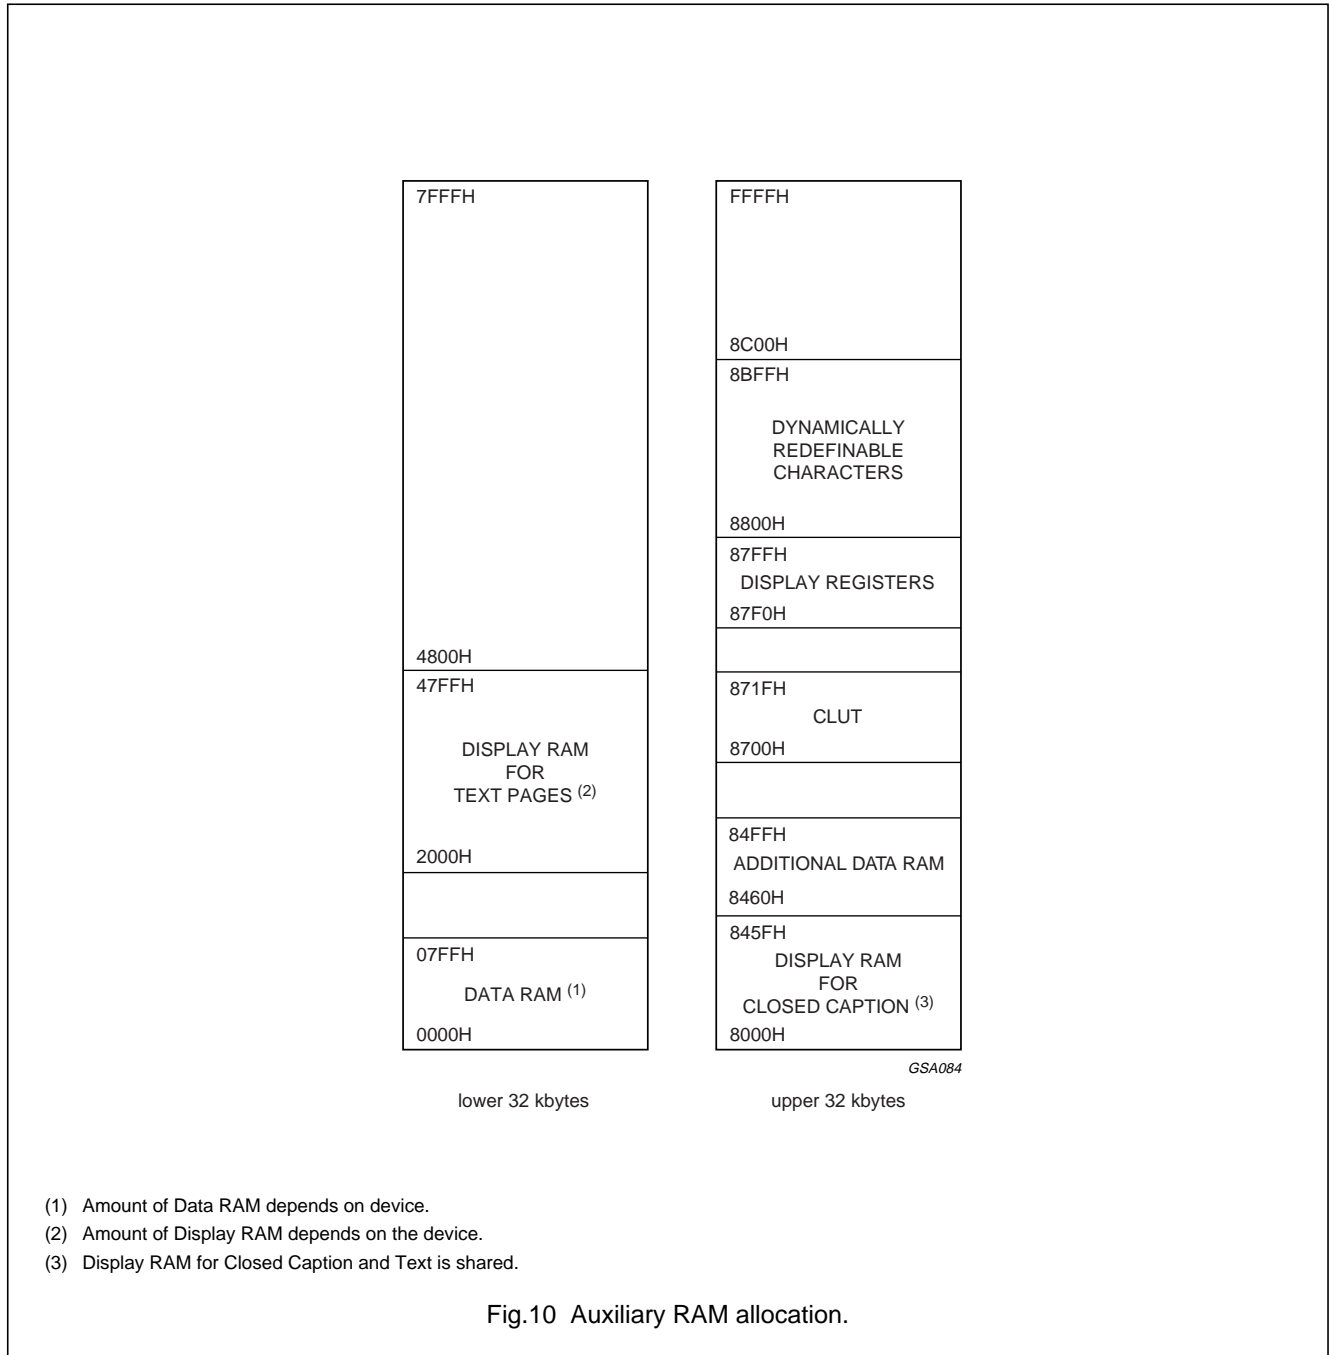 7FFFH
4800H
47FFH
DISPLAY RAM
FOR
TEXT PAGES (2)
2000H
07FFH
DATA RAM (1)
0000H
lower 32 kbytes
FFFFH
8C00H
8BFFH
DYNAMICALLY
REDEFINABLE
CHARACTERS
8800H
87FFH
DISPLAY REGISTERS
87F0H
871FH
CLUT
8700H
84FFH
ADDITIONAL DATA RAM
8460H
845FH
DISPLAY RAM
FOR
CLOSED CAPTION (3)
8000H
GSA084
upper 32 kbytes
(1) Amount of Data RAM depends on device.
(2) Amount of Display RAM depends on the device.
(3) Display RAM for Closed Caption and Text is shared.
Fig.10 Auxiliary RAM allocation.